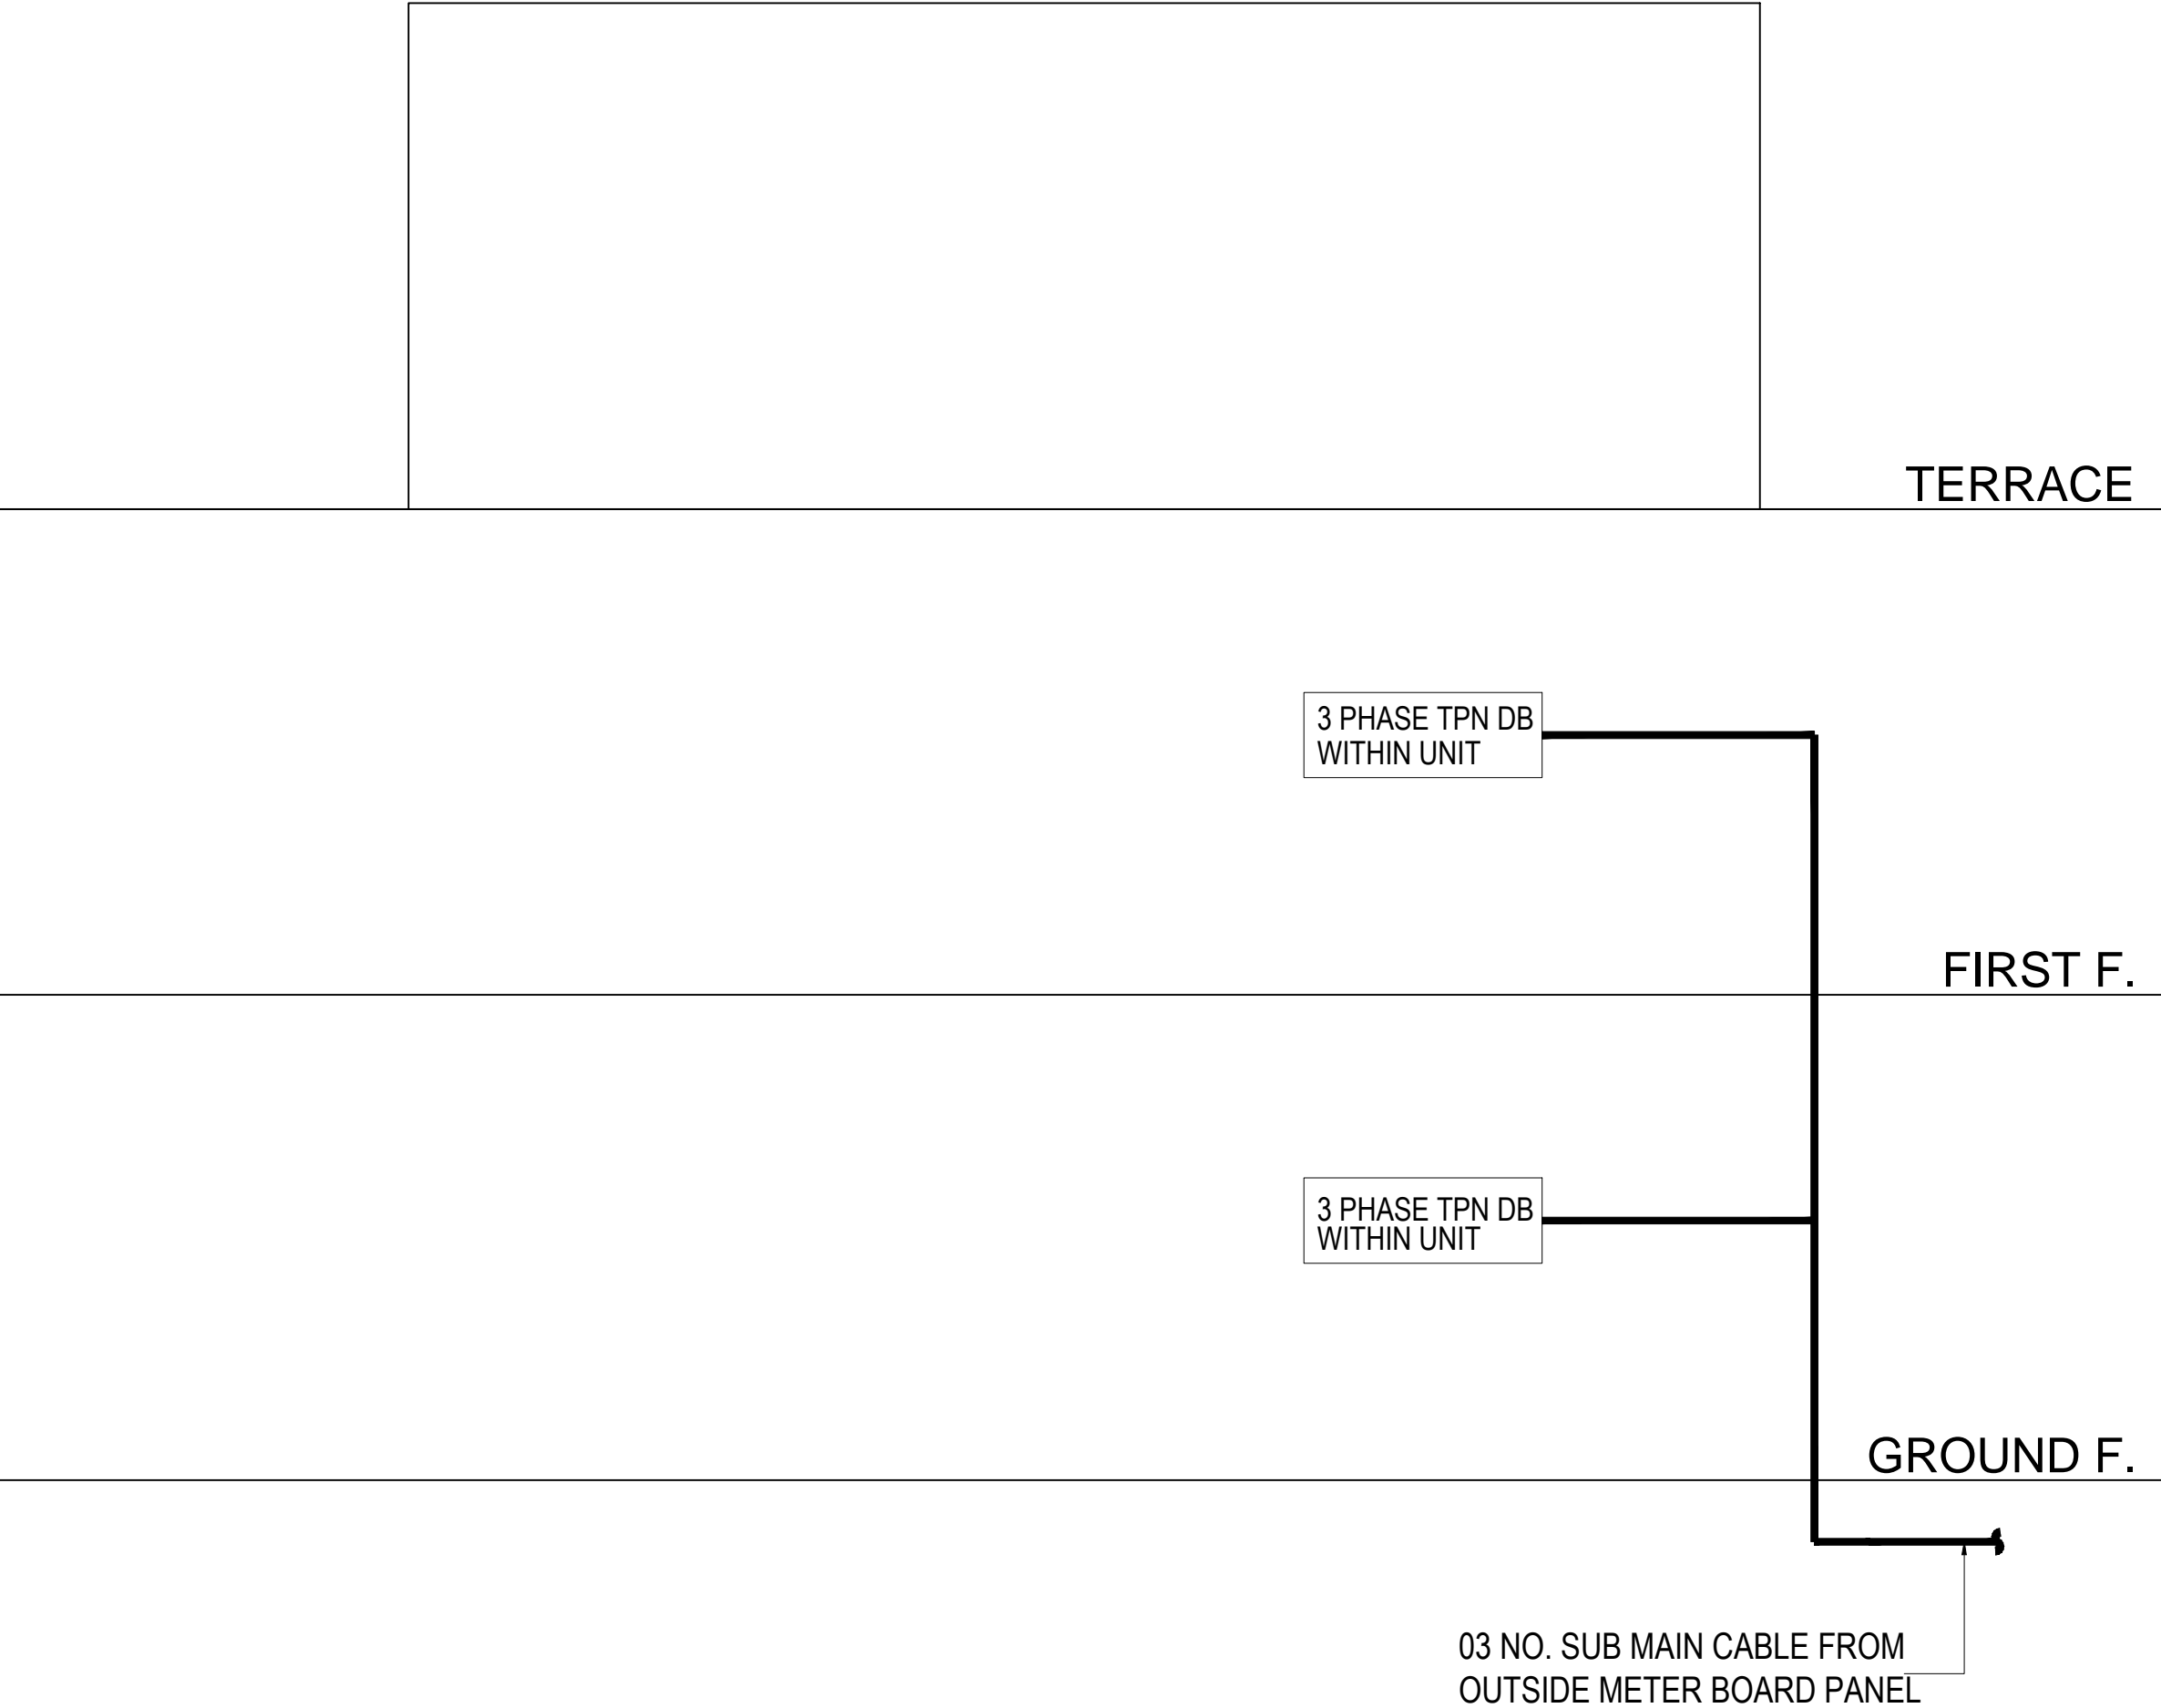 TERRACE
3 PHASE TPN DB
WITHIN UNIT
FIRST F.
3 PHASE TPN DB
WITHIN UNIT
GROUND F.
03 NO. SUB MAIN CABLE FROM
OUTSIDE METER BOARD PANEL